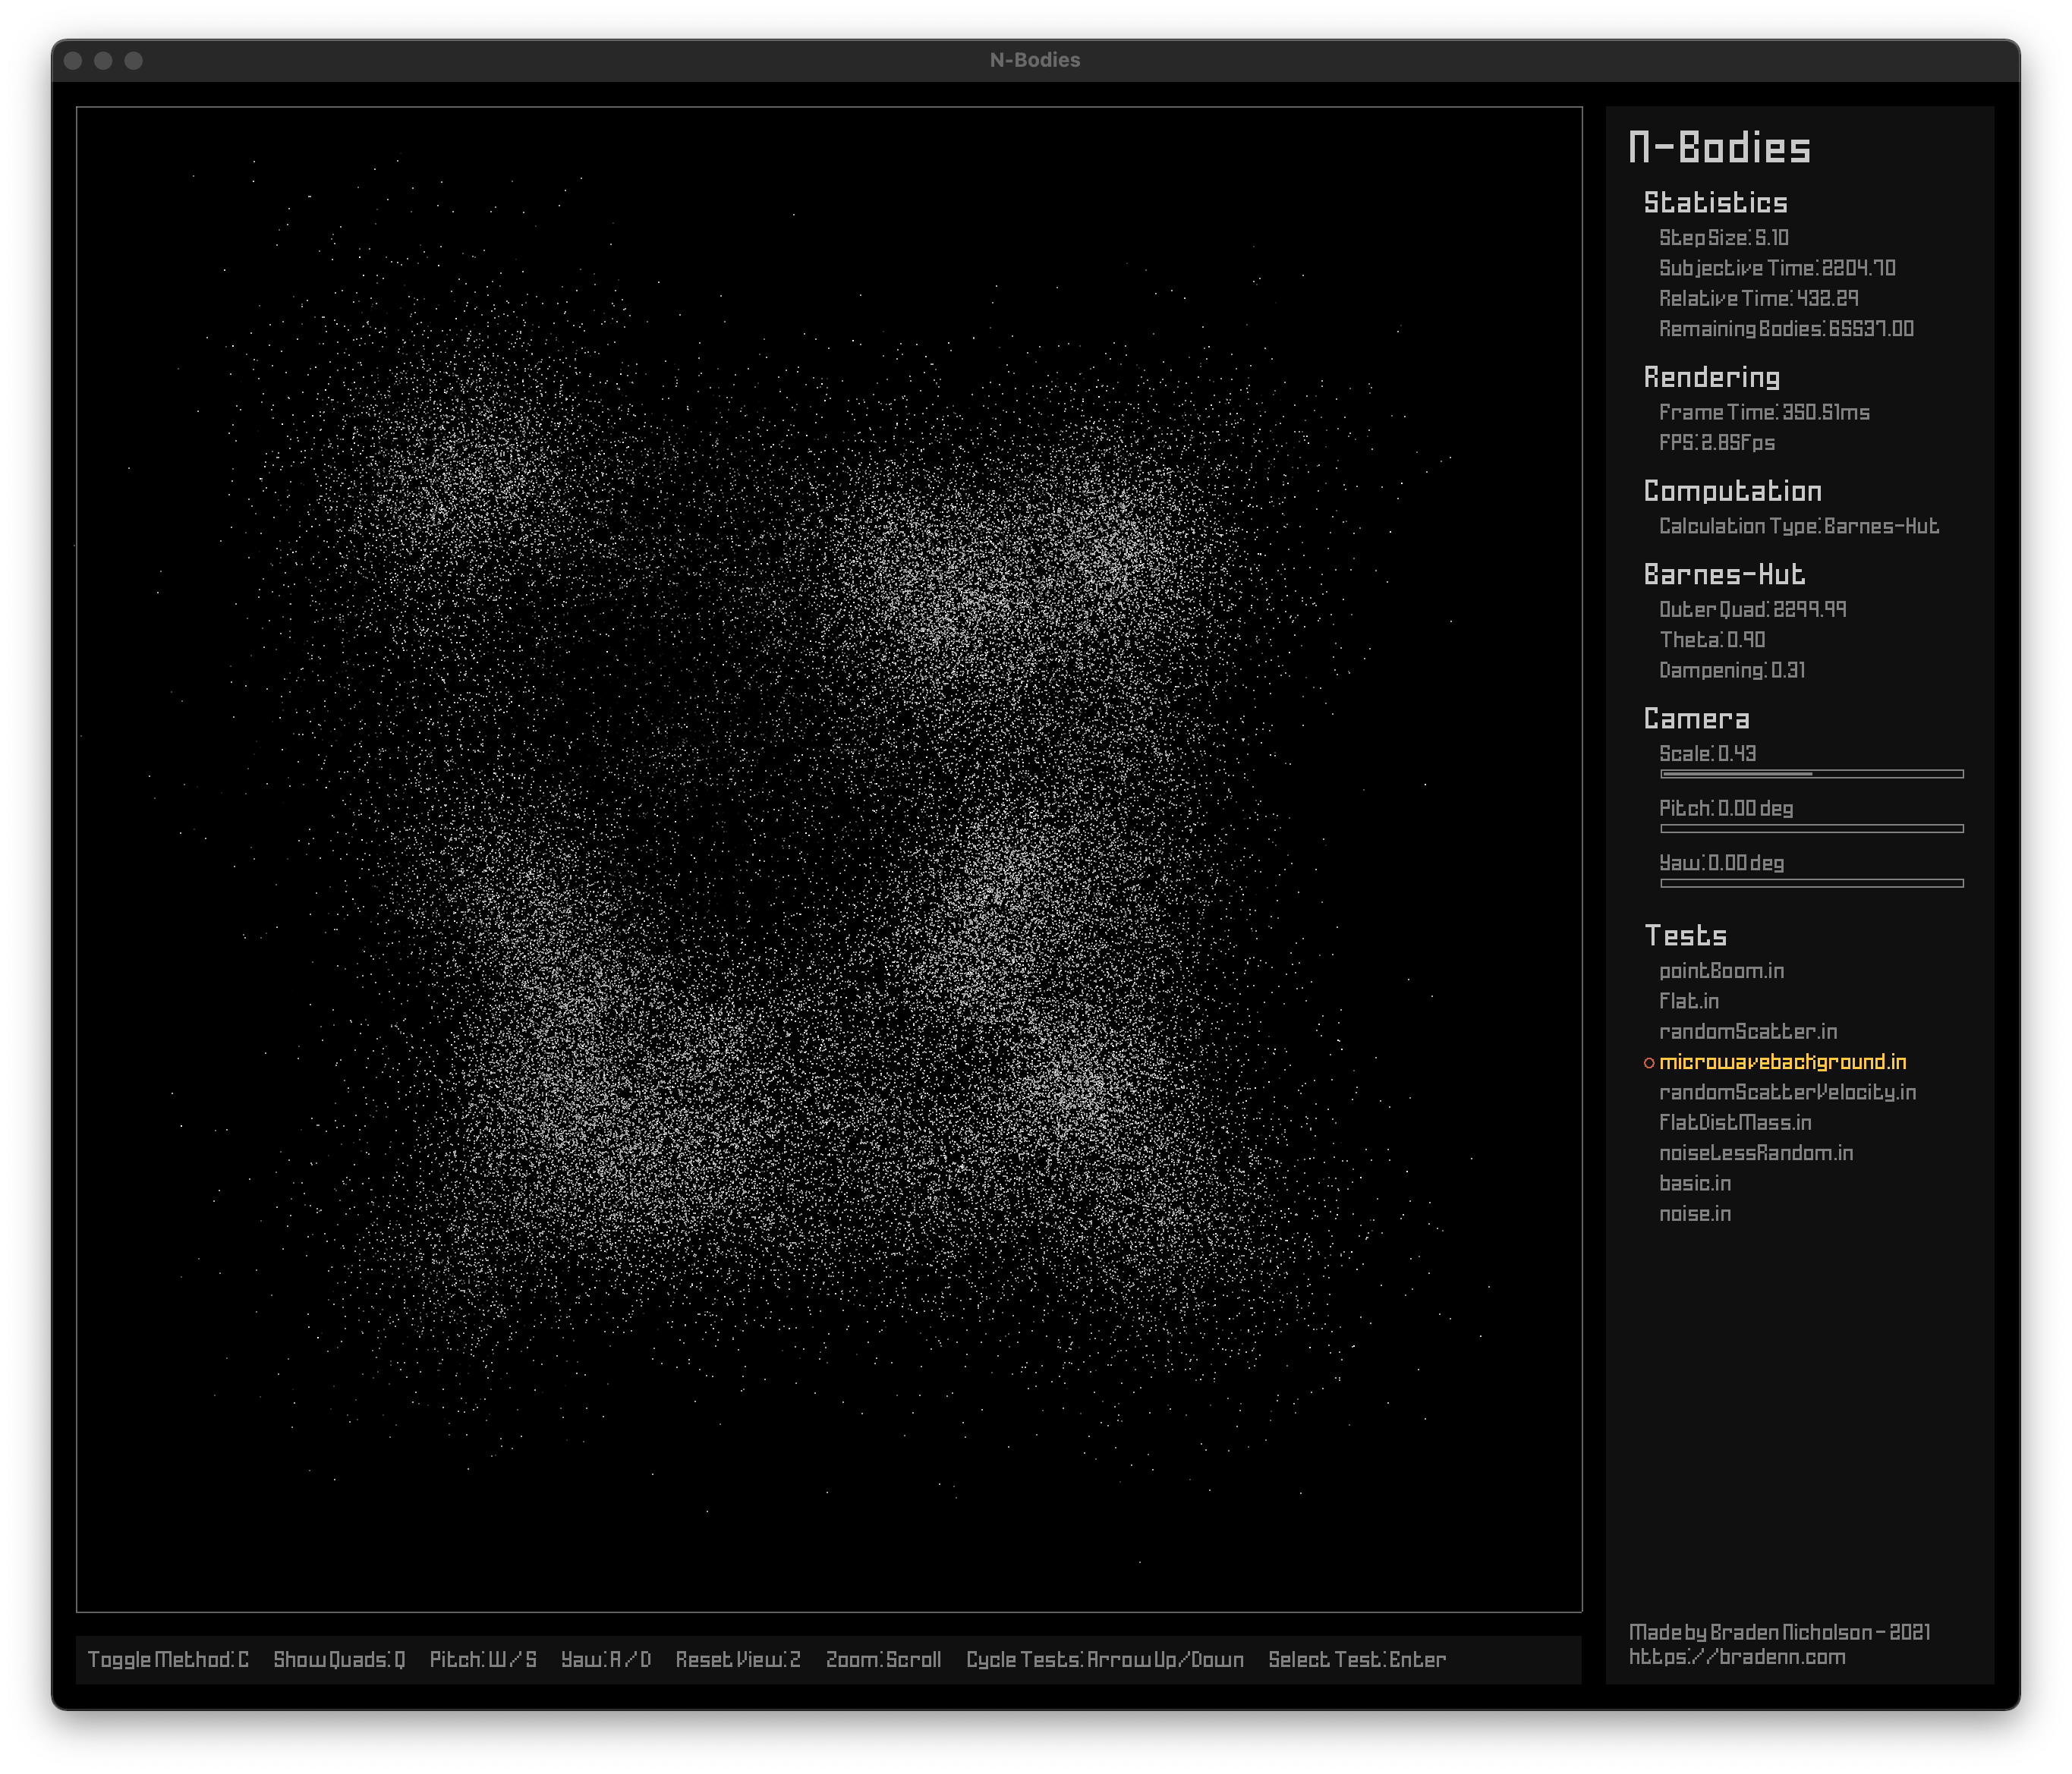 N-Bodies
N-Bodies
Statistics
Step Size: 5.10
Subjective Time: 2204.70
Relative Time: 432.29
Remaining Bodies: 65537.00
Rendering
Frame Time: 350.51ms
FPS: 2.85fps
Computation
Calculation Type: Barnes-Hut
Barnes-Hut
Outer Quad: 2299.99
Theta: 0.90
Dampening: 0.31
Camera
Scale: 0.43
Pitch: 0.00 deg
Yaw: 0.00 deg
Tests
pointBoom.in
flat.in
randomScatter.in
microwavebackground.in
randomScatterVelocity.in
flatDistMass.in
noiseLessRandom.in
basic.in
noise.in
Made by Braden Nicholson - 2021
https://bradenn.com
Toggle Method: C Show Quads: Q Pitch: W / S Yaw: A / D Reset View: Z Zoom: Scroll Cycle Tests: Arrow Up/Down Select Test: Enter